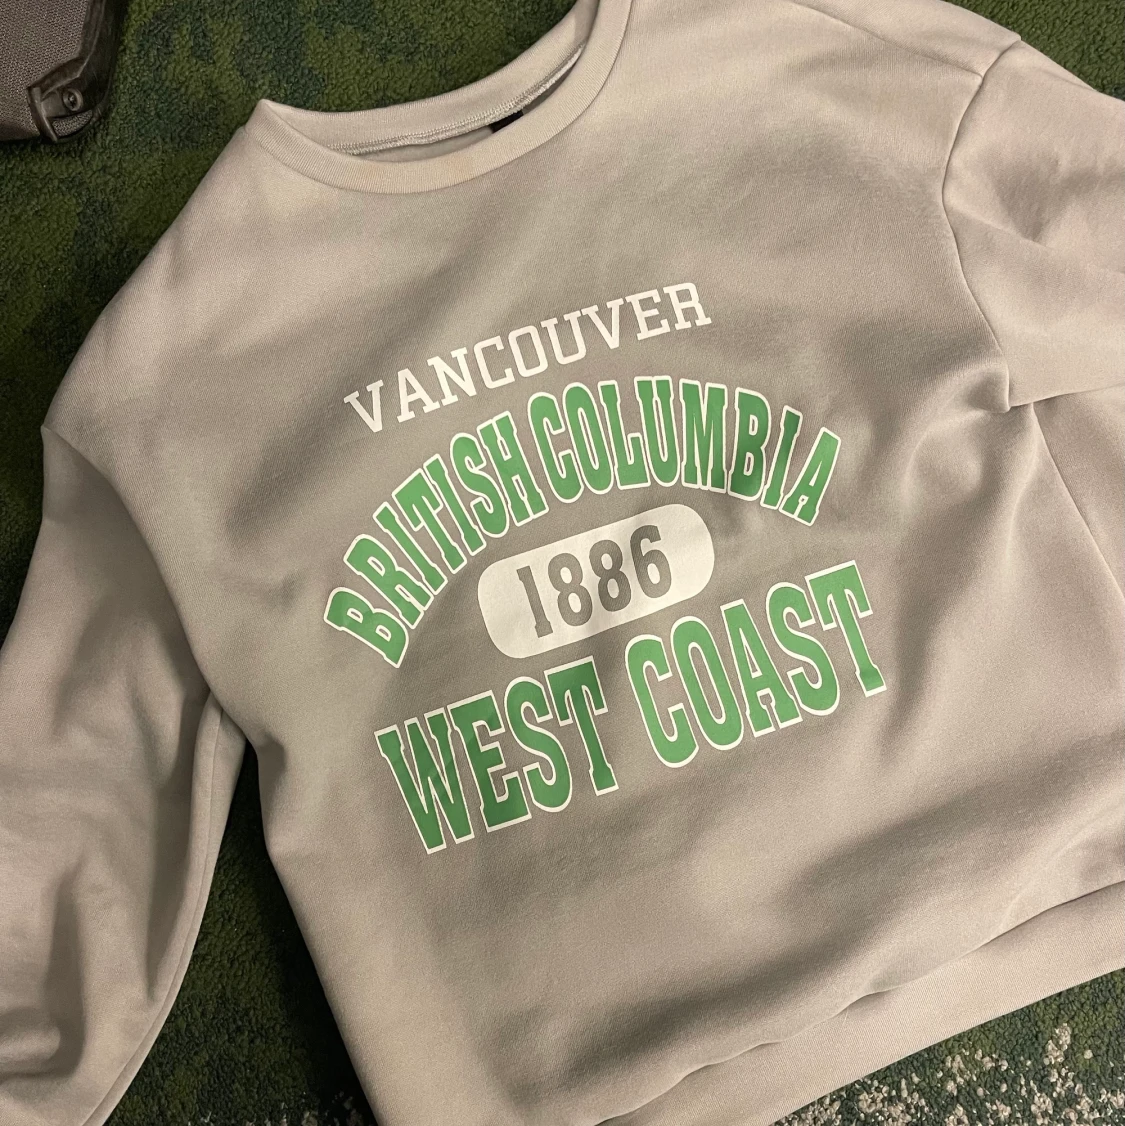 VANCOUVER
BRITISH COLUMBIA
1886
WEST COAST